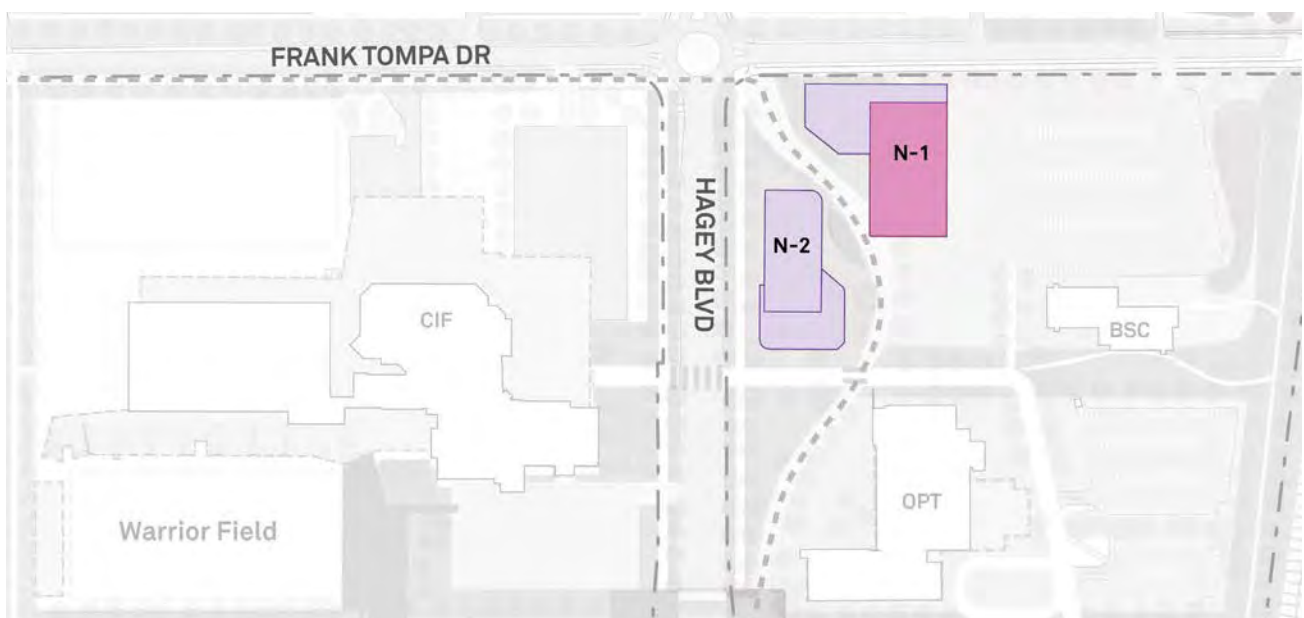 FRANK TOMPA DR
N-1
HAGEY BLVD
N-2
CIF
BSC
OPT
Warrior Field